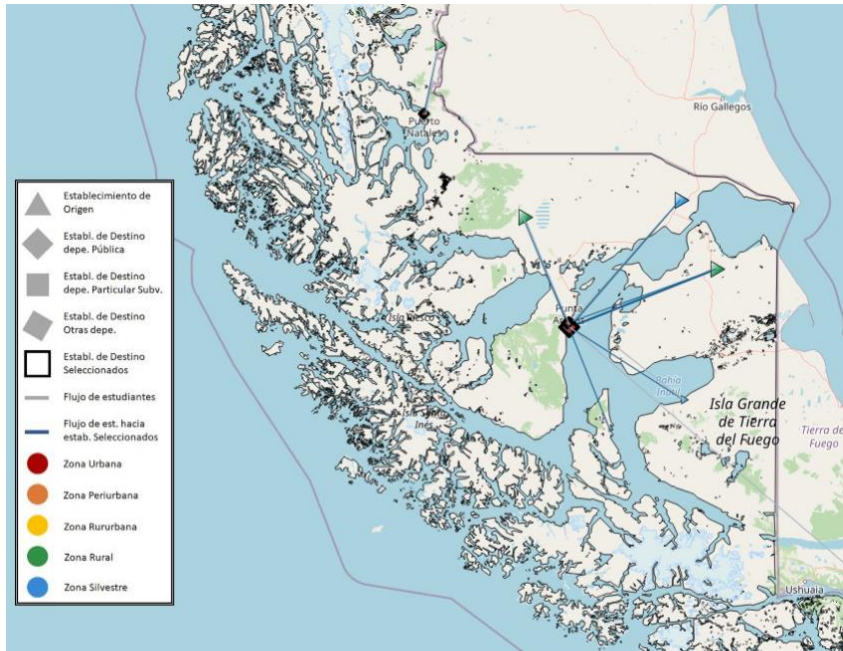 Establecimiento de
Origen
Establ. de Destino
depe. Pública
Establ. de Destino
depe. Particular Subv.
Establ. de Destino
Otras depe.
Establ. de Destino
Seleccionados
Flujo de estudiantes
Flujo de est. hacia
estab. Seleccionados
Zona Urbana
Zona Periurbana
Zona Rururbana
Zona Rural
Zona Silvestre
Río Gallegos
Puerto
Natales
Isla Riesco
Bahía
Inútil
Isla Grande
de Tierra
del Fuego
Tierra de
Fuego
Ushuaia